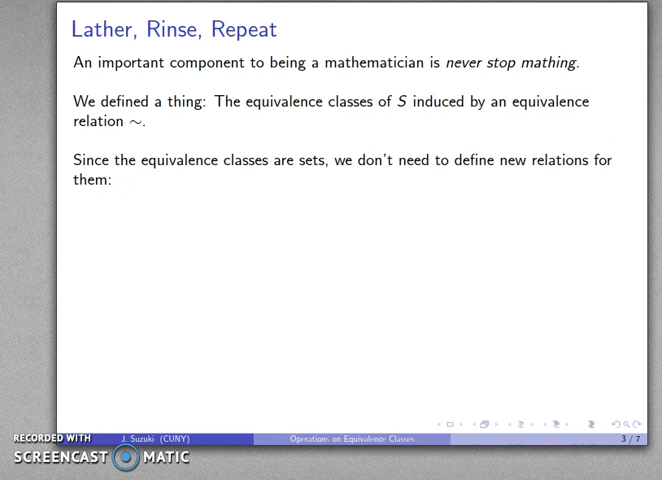 Lather, Rinse, Repeat
An important component to being a mathematician is never stop mathing.
We defined a thing: The equivalence classes of S induced by an equivalence
relation ∼.
Since the equivalence classes are sets, we don't need to define new relations for
them:
RECORDED WITH
SCREENCAST MATIC
J. Suzuki (CUNY)
Operations on Equivalence Classes
3 / 7